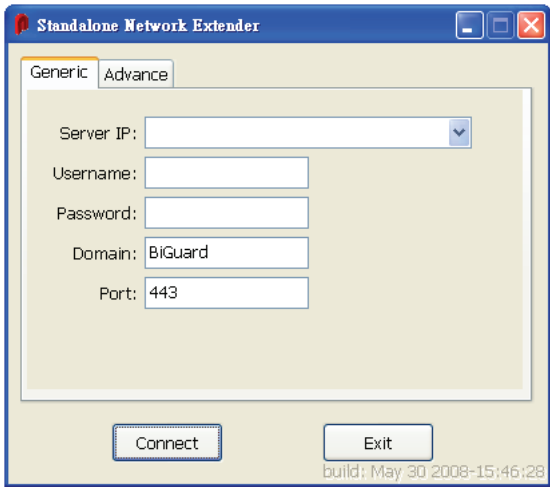 Standalone Network Extender
Generic Advance
Server IP:
Username:
Password:
Domain: BiGuard
Port: 443
Connect Exit
build: May 30 2008-15:46:28